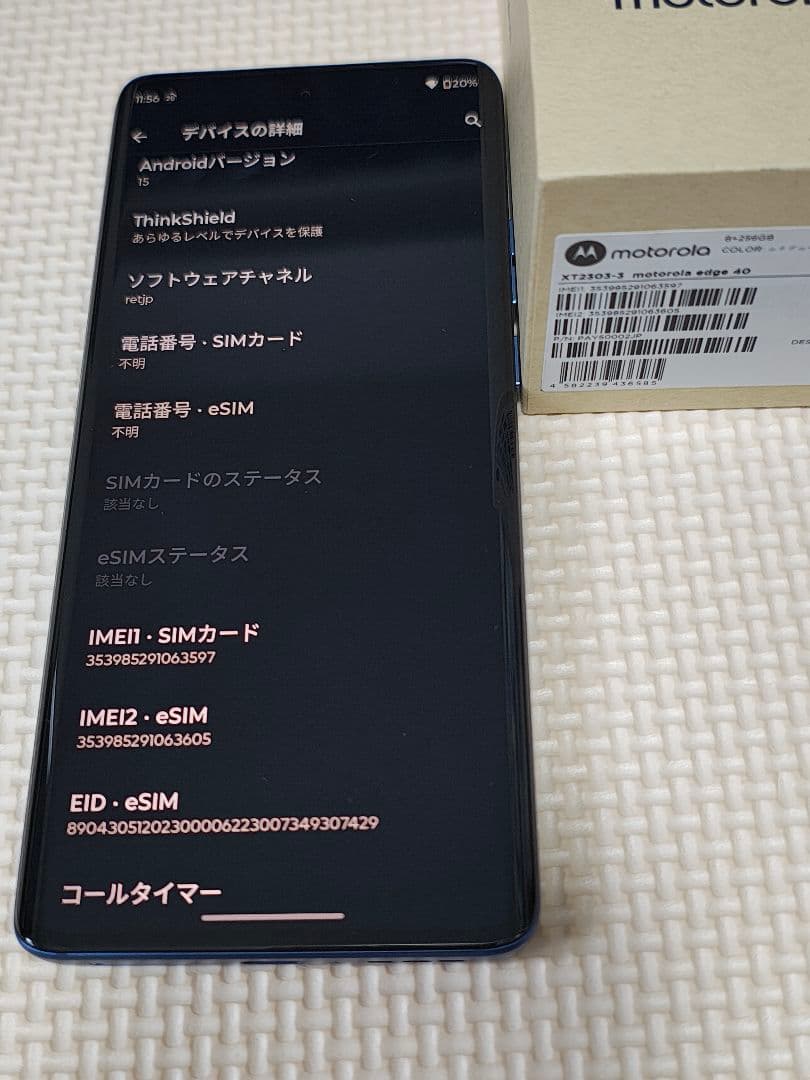 11:56
20%
デバイスの詳細
Androidバージョン
15
ThinkShield
あらゆるレベルでデバイスを保護
ソフトウェアチャネル
retjp
電話番号・SIMカード
不明
電話番号・eSIM
不明
SIMカードのステータス
該当なし
eSIMステータス
該当なし
IMEI1・SIMカード
353985291063597
IMEI2・eSIM
353985291063605
EID・eSIM
89043051202300006223007349307429
コールタイマー
motorola
8+256GB
COLOR:
XT2303-3 motorola edge 40
IMEI1: 353985291063597
IMEI2: 353985291063605
P/N: PAY50002JP
DES
4 582239 436585